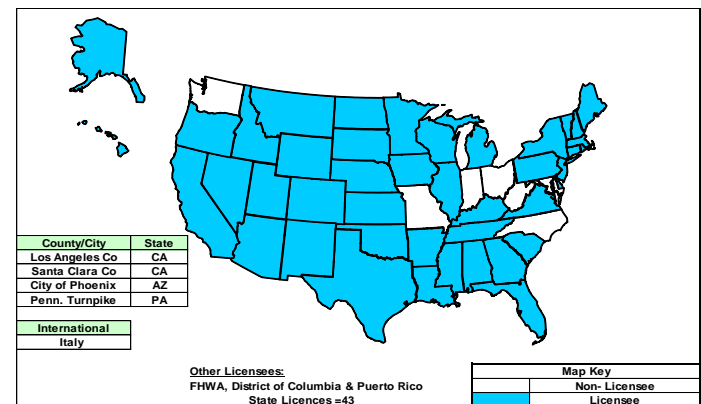 County/City State
Los Angeles Co CA
Santa Clara Co CA
City of Phoenix AZ
Penn. Turnpike PA
International
Italy
Other Licensees:
FHWA, District of Columbia & Puerto Rico
State Licences =43
Map Key
Non- Licensee
Licensee